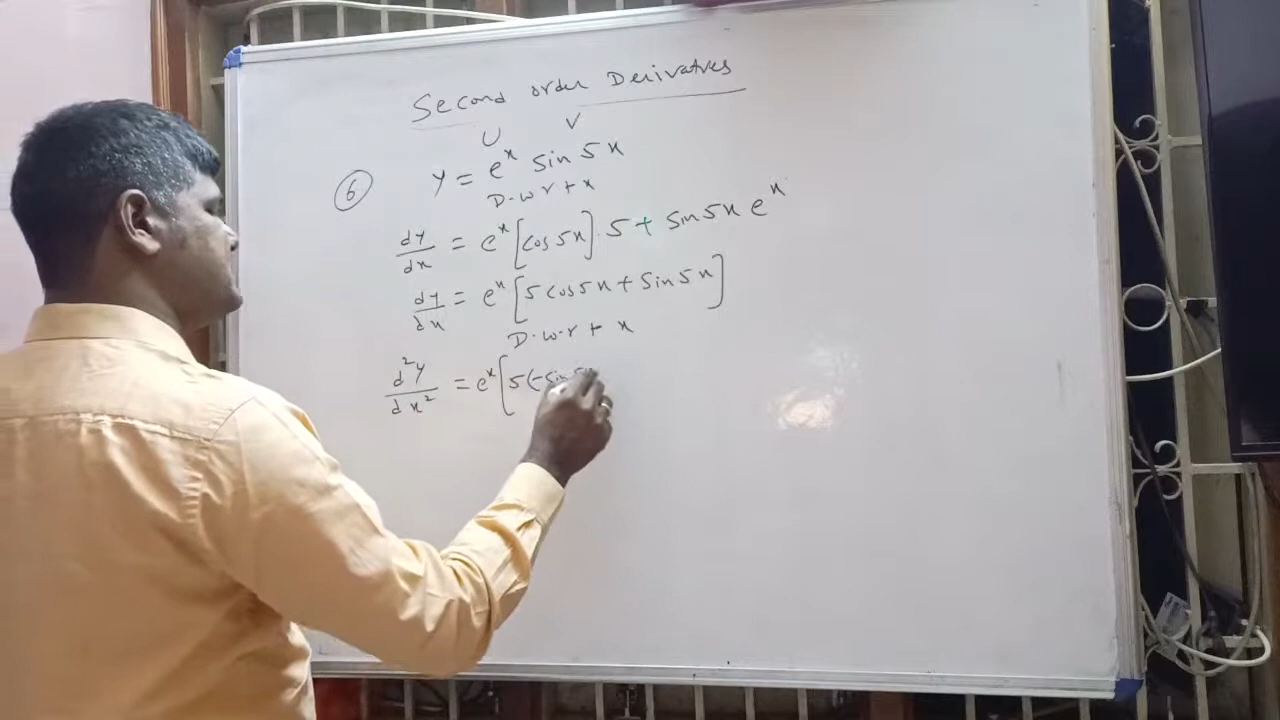 Second order Derivatives
U V
6 y = e^x sin 5x
D.w.r t x
dy/dx = e^x [cos 5x] . 5 + sin 5x e^x
dy/dx = e^x [5 cos 5x + sin 5x]
D.w.r t x
d²y/dx² = e^x [5(-sin 5